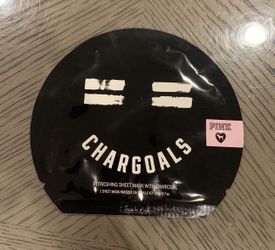 PINK
CHARGOALS
REFRESHING SHEET MASK WITH CHARCOAL